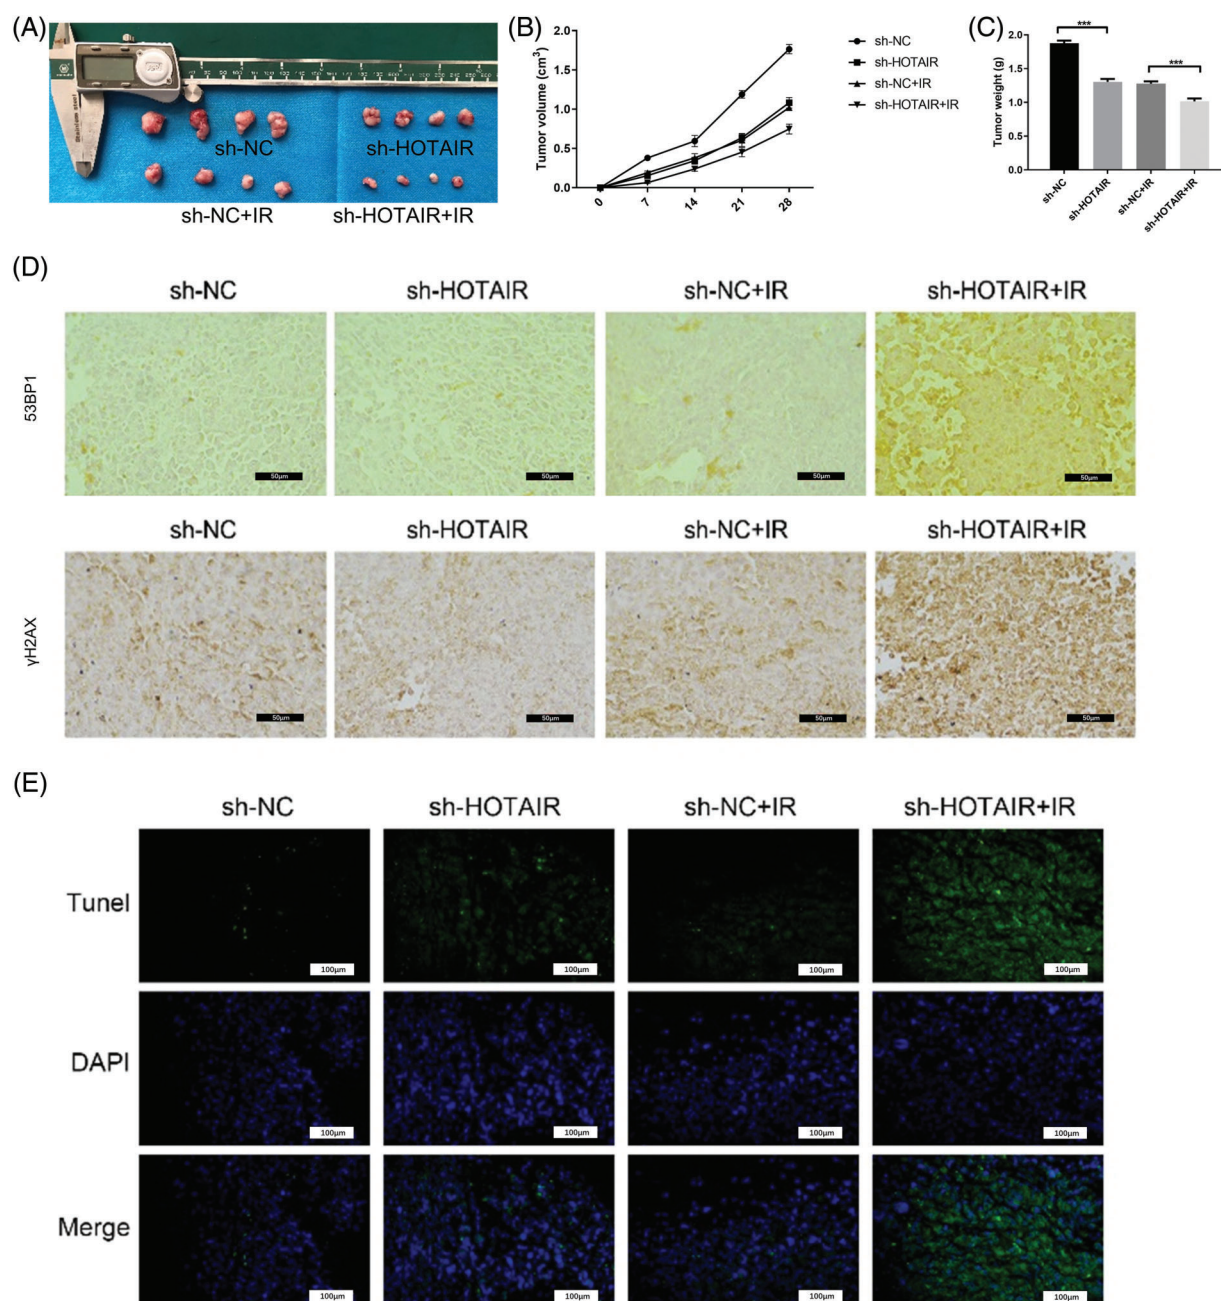 (A)
sh-NC
sh-HOTAIR
sh-NC+IR
sh-HOTAIR+IR
(B)
Tumor volume (cm³)
2.0
1.5
1.0
0.5
0.0
0
7
14
21
28
sh-NC
sh-HOTAIR
sh-NC+IR
sh-HOTAIR+IR
(C)
Tumor weight (g)
2.0
1.5
1.0
0.5
0.0
***
***
sh-NC
sh-HOTAIR
sh-NC+IR
sh-HOTAIR+IR
(D)
sh-NC
sh-HOTAIR
sh-NC+IR
sh-HOTAIR+IR
53BP1
50μm
50μm
50μm
50μm
sh-NC
sh-HOTAIR
sh-NC+IR
sh-HOTAIR+IR
γH2AX
50μm
50μm
50μm
50μm
(E)
sh-NC
sh-HOTAIR
sh-NC+IR
sh-HOTAIR+IR
Tunel
100μm
100μm
100μm
100μm
DAPI
100μm
100μm
100μm
100μm
Merge
100μm
100μm
100μm
100μm